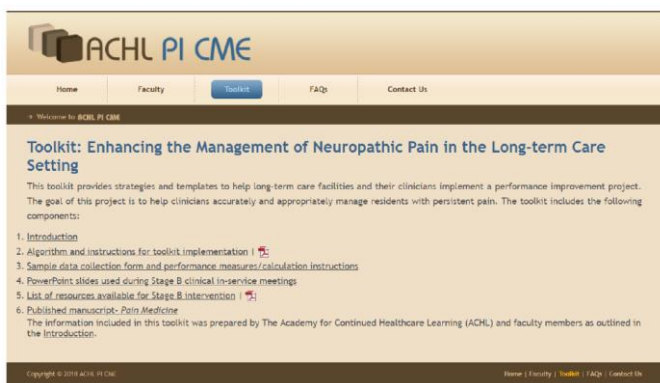 ACHL PI CME
Home Faculty Toolkit FAQs Contact Us
Welcome to ACHL PI CME
Toolkit: Enhancing the Management of Neuropathic Pain in the Long-term Care
Setting
This toolkit provides strategies and templates to help long-term care facilities and their clinicians implement a performance improvement project.
The goal of this project is to help clinicians accurately and appropriately manage residents with persistent pain. The toolkit includes the following
components:
1. Introduction
2. Algorithm and instructions for toolkit implementation |
3. Sample data collection form and performance measures/calculation instructions
4. PowerPoint slides used during Stage B clinical in-service meetings
5. List of resources available for Stage B intervention |
6. Published manuscript- Pain Medicine
The information included in this toolkit was prepared by The Academy for Continued Healthcare Learning (ACHL) and faculty members as outlined in
the Introduction.
Copyright © 2010 ACHL PI CME Home | Faculty | Toolkit | FAQs | Contact Us